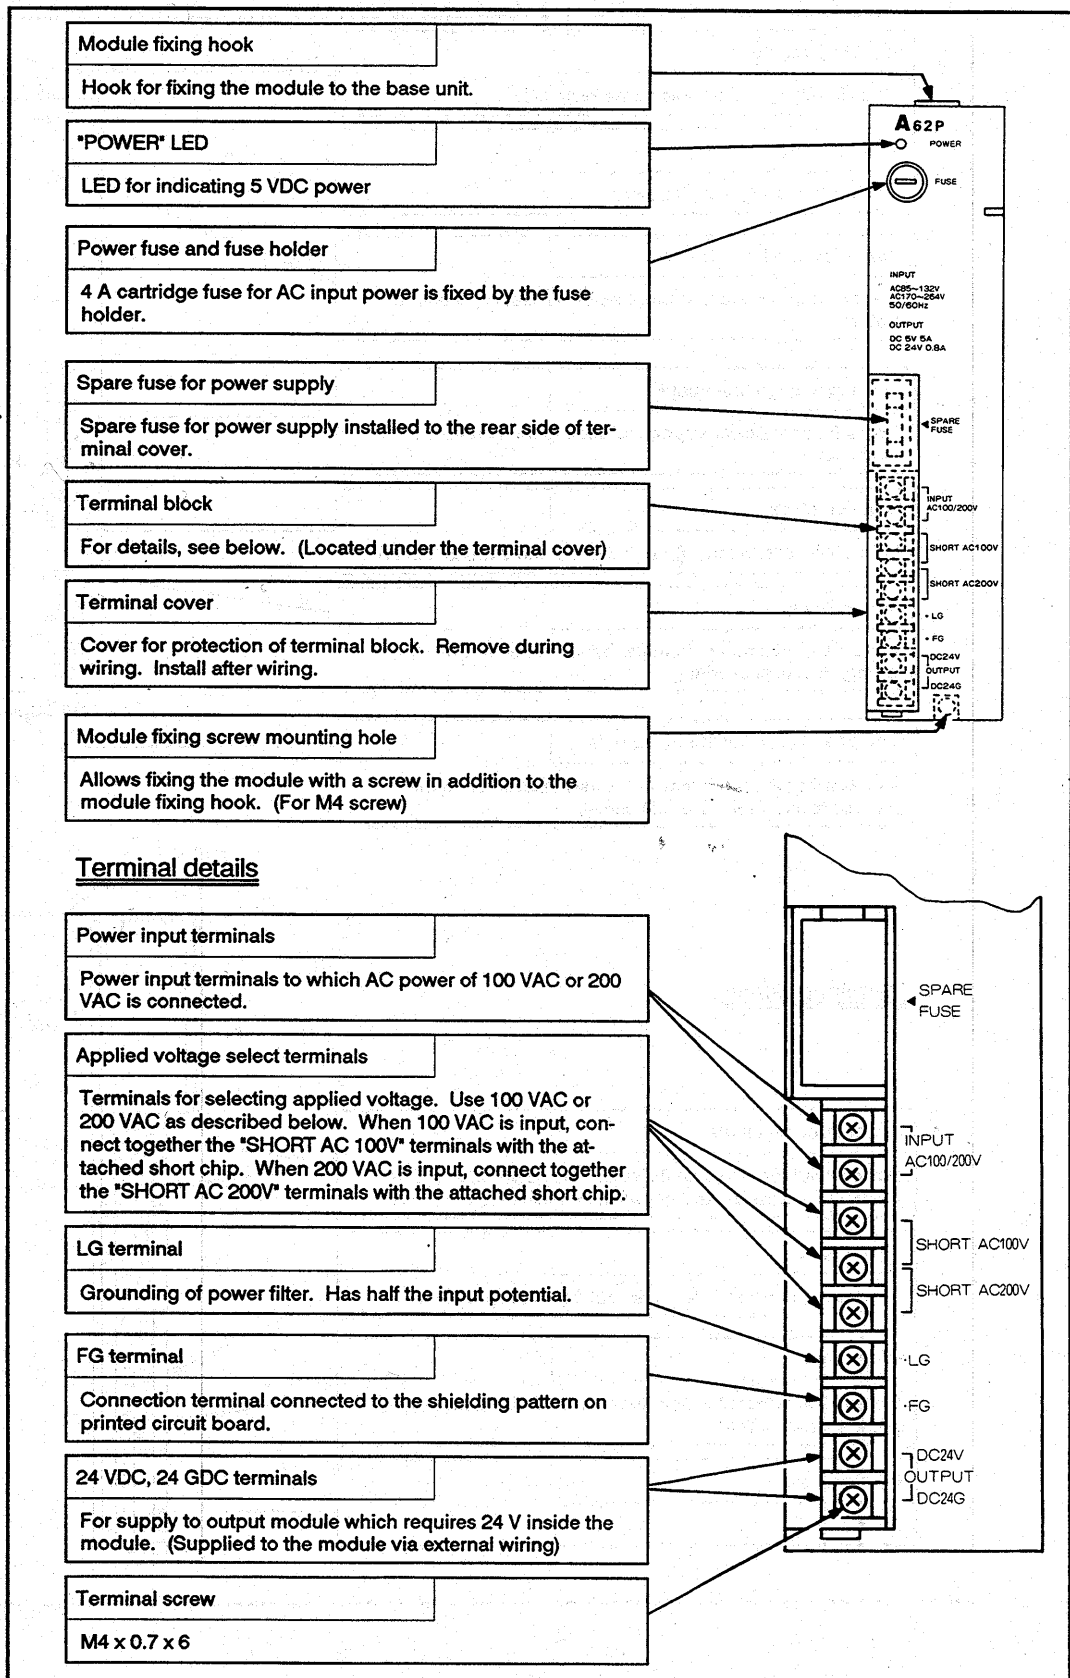 Module fixing hook
Hook for fixing the module to the base unit.
"POWER" LED
LED for indicating 5 VDC power
Power fuse and fuse holder
4 A cartridge fuse for AC input power is fixed by the fuse
holder.
Spare fuse for power supply
Spare fuse for power supply installed to the rear side of ter-
minal cover.
Terminal block
For details, see below. (Located under the terminal cover)
Terminal cover
Cover for protection of terminal block. Remove during
wiring. Install after wiring.
Module fixing screw mounting hole
Allows fixing the module with a screw in addition to the
module fixing hook. (For M4 screw)
A62P
POWER
FUSE
INPUT
AC85~132V
AC170~264V
50/60Hz
OUTPUT
DC 5V 5A
DC 24V 0.8A
SPARE
FUSE
INPUT
AC100/200V
SHORT AC100V
SHORT AC200V
• LG
• FG
DC24V
OUTPUT
DC24G
Terminal details
Power input terminals
Power input terminals to which AC power of 100 VAC or 200
VAC is connected.
Applied voltage select terminals
Terminals for selecting applied voltage. Use 100 VAC or
200 VAC as described below. When 100 VAC is input, con-
nect together the "SHORT AC 100V" terminals with the at-
tached short chip. When 200 VAC is input, connect together
the "SHORT AC 200V" terminals with the attached short chip.
LG terminal
Grounding of power filter. Has half the input potential.
FG terminal
Connection terminal connected to the shielding pattern on
printed circuit board.
24 VDC, 24 GDC terminals
For supply to output module which requires 24 V inside the
module. (Supplied to the module via external wiring)
Terminal screw
M4 x 0.7 x 6
SPARE
FUSE
INPUT
AC100/200V
SHORT AC100V
SHORT AC200V
·LG
·FG
DC24V
OUTPUT
DC24G